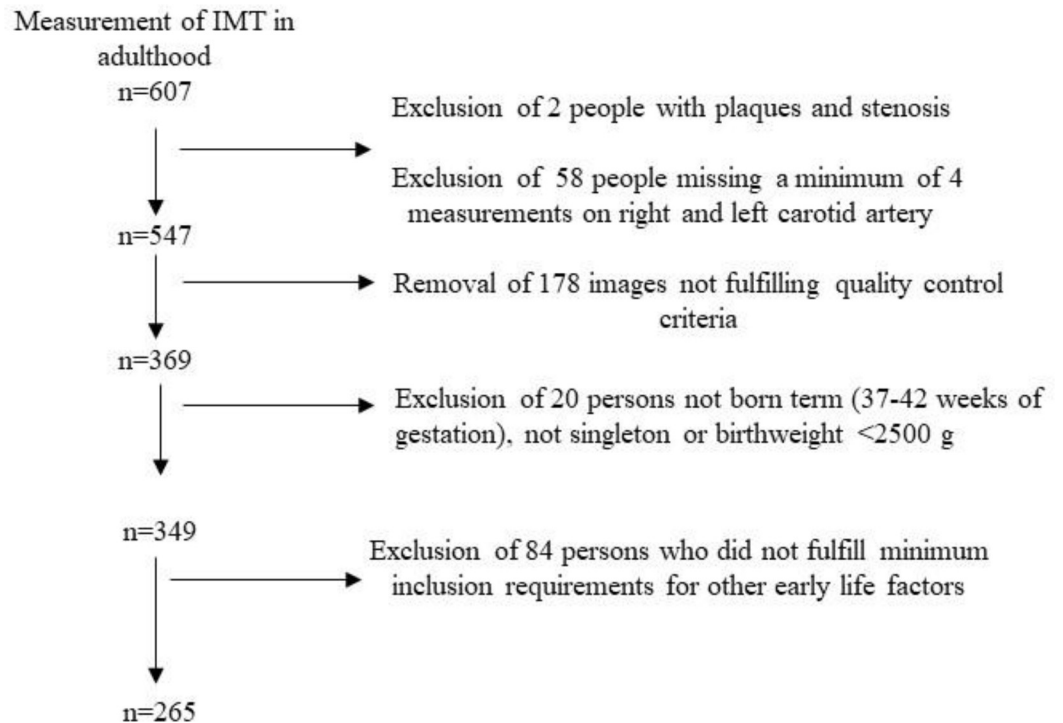 Measurement of IMT in
adulthood
n=607
Exclusion of 2 people with plaques and stenosis
Exclusion of 58 people missing a minimum of 4
measurements on right and left carotid artery
n=547
Removal of 178 images not fulfilling quality control
criteria
n=369
Exclusion of 20 persons not born term (37-42 weeks of
gestation), not singleton or birthweight <2500 g
n=349
Exclusion of 84 persons who did not fulfill minimum
inclusion requirements for other early life factors
n=265